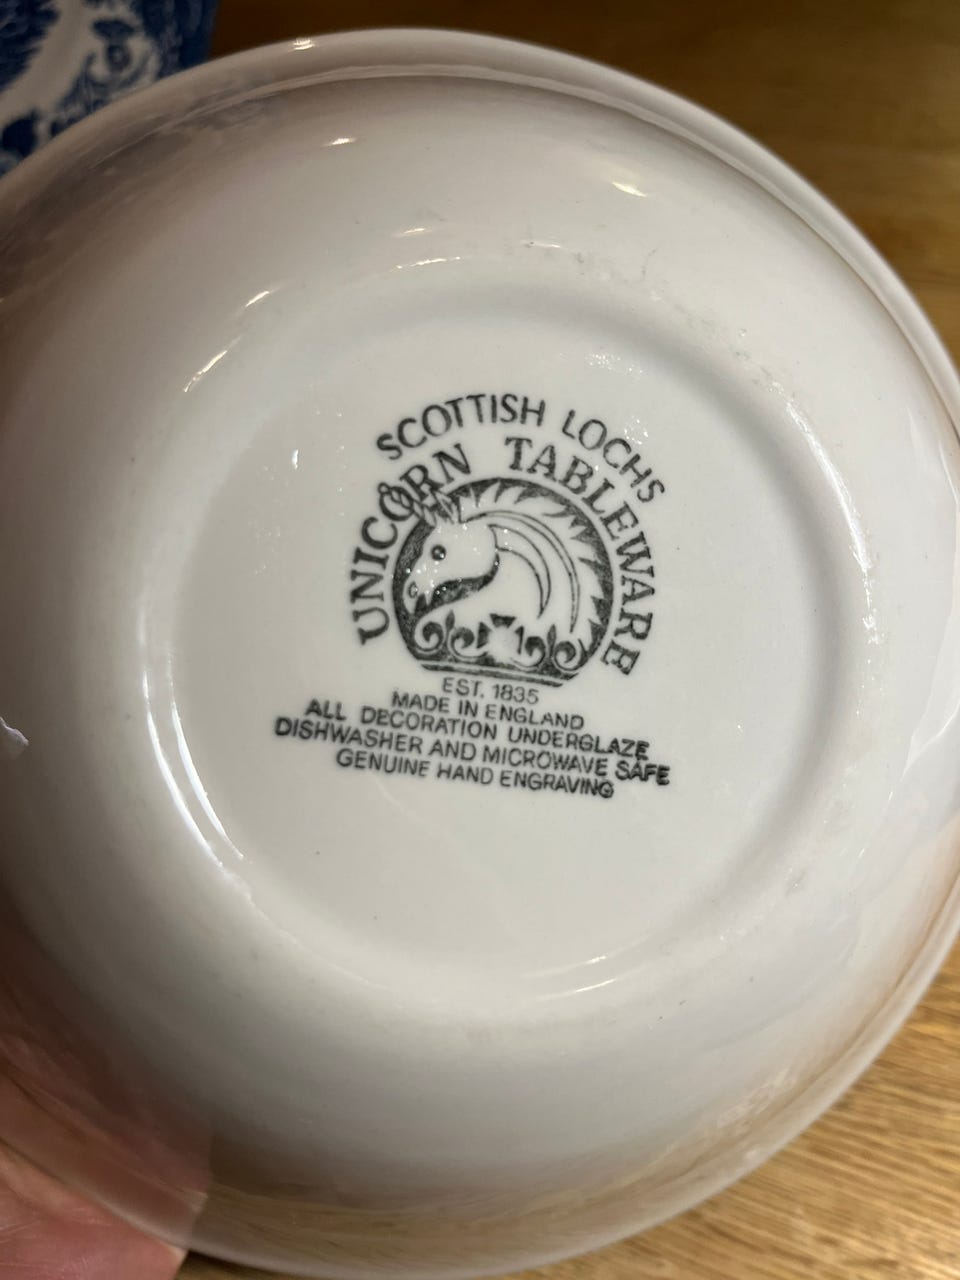 SCOTTISH LOCHS
UNICORN TABLEWARE
EST. 1835
MADE IN ENGLAND
ALL DECORATION UNDERGLAZE
DISHWASHER AND MICROWAVE SAFE
GENUINE HAND ENGRAVING